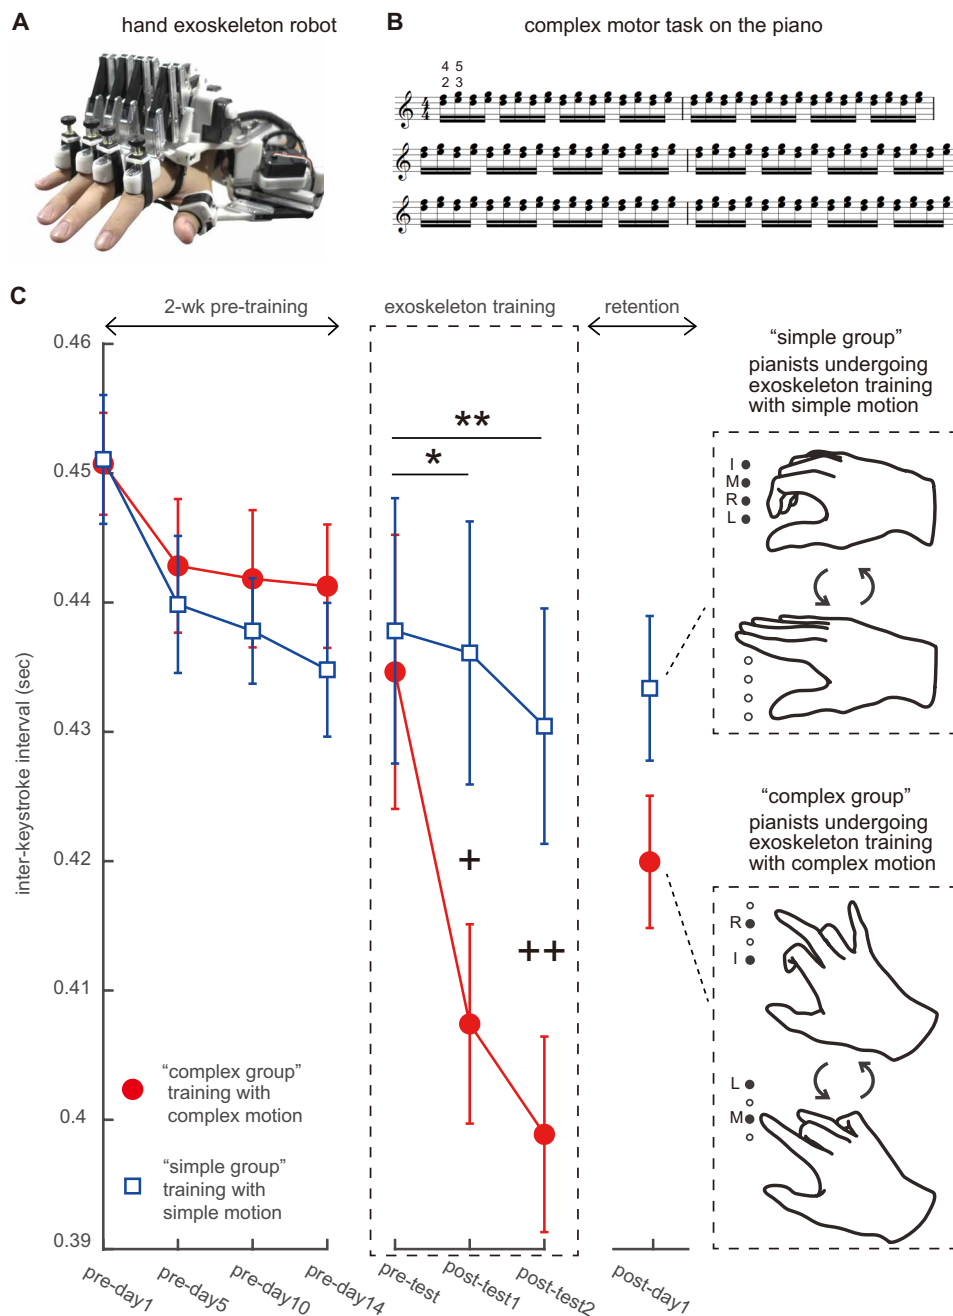 A
hand exoskeleton robot
B
complex motor task on the piano
4 5
2 3
4
4
C
2-wk pre-training
exoskeleton training
retention
0.46
0.45
0.44
0.43
0.42
0.41
0.4
0.39
inter-keystroke interval (sec)
**
*
+
++
“complex group”
training with
complex motion
“simple group”
training with
simple motion
pre-day1
pre-day5
pre-day10
pre-day14
pre-test
post-test1
post-test2
post-day1
“simple group”
pianists undergoing
exoskeleton training
with simple motion
I
M
R
L
“complex group”
pianists undergoing
exoskeleton training
with complex motion
R
I
L
M